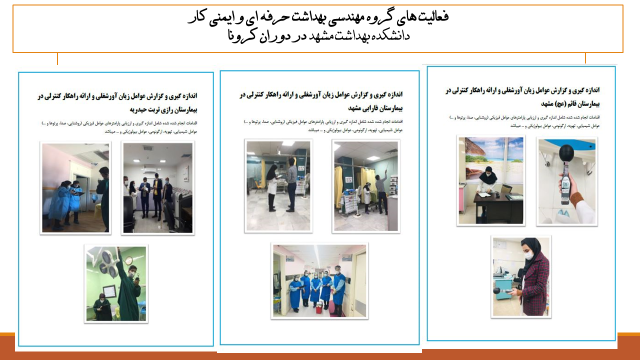 فعالیت‌های گروه مهندسی بهداشت حرفه ای و ایمنی کار
دانشکده بهداشت مشهد در دوران کرونا
اندازه گیری و گزارش عوامل زیان آورشغلی و ارائه راهکار کنترلی در
بیمارستان قائم (عج) مشهد
اقدامات انجام شده شامل اندازه گیری و ارزیابی پارامترهای عوامل فیزیکی (روشنایی، صدا، پرتوها و ...)
عوامل شیمیایی، تهویه، ارگونومی، عوامل بیولوژیکی و ... میباشد
اندازه گیری و گزارش عوامل زیان آورشغلی و ارائه راهکار کنترلی در
بیمارستان فارابی مشهد
اقدامات انجام شده شامل اندازه گیری و ارزیابی پارامترهای عوامل فیزیکی (روشنایی، صدا، پرتوها و ...)
عوامل شیمیایی، تهویه، ارگونومی، عوامل بیولوژیکی و ... میباشد
اندازه گیری و گزارش عوامل زیان آورشغلی و ارائه راهکار کنترلی در
بیمارستان رازی تربت حیدریه
اقدامات انجام شده شامل اندازه گیری و ارزیابی پارامترهای عوامل فیزیکی (روشنایی، صدا، پرتوها و ...)
عوامل شیمیایی، تهویه، ارگونومی، عوامل بیولوژیکی و ... میباشد